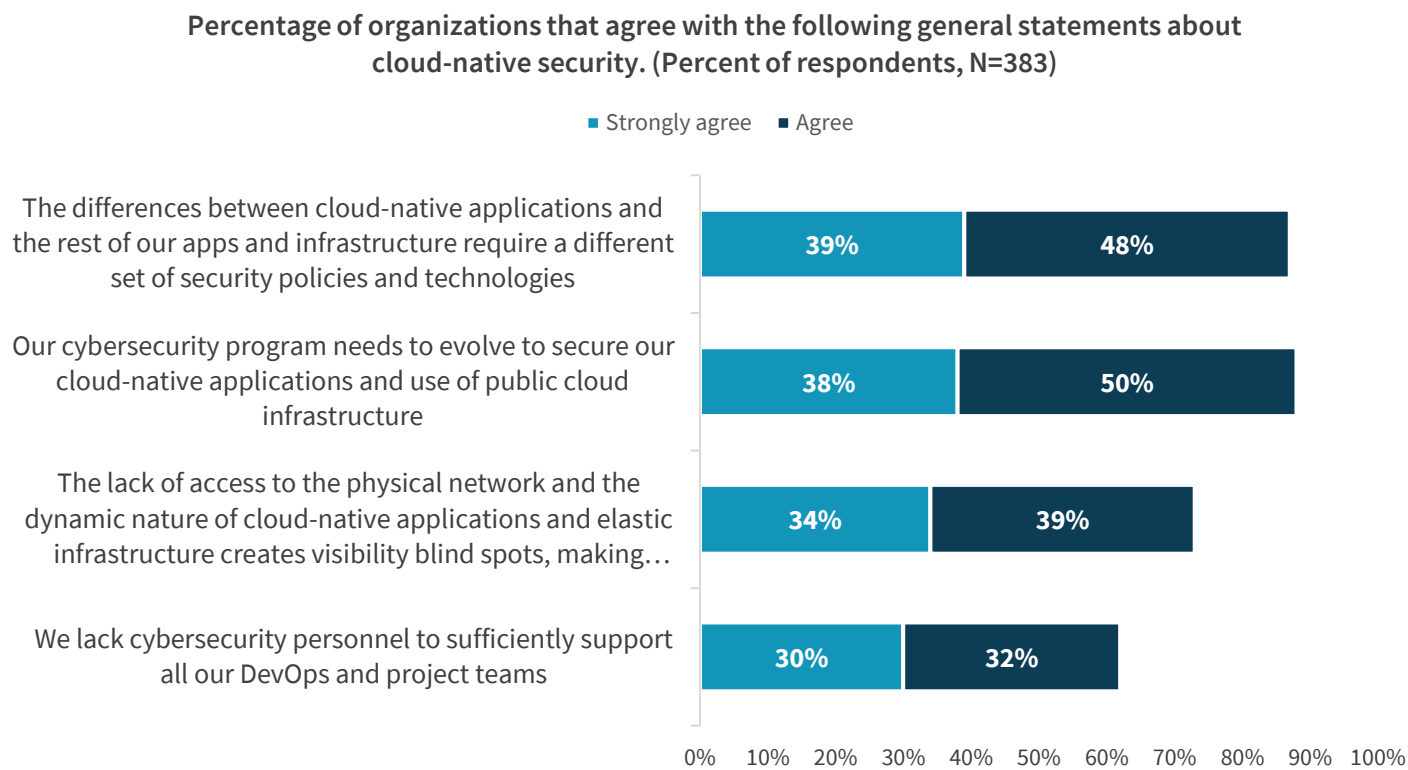 Percentage of organizations that agree with the following general statements about
cloud-native security. (Percent of respondents, N=383)
Strongly agree Agree
The differences between cloud-native applications and
the rest of our apps and infrastructure require a different
set of security policies and technologies
39% 48%
Our cybersecurity program needs to evolve to secure our
cloud-native applications and use of public cloud
infrastructure
38% 50%
The lack of access to the physical network and the
dynamic nature of cloud-native applications and elastic
infrastructure creates visibility blind spots, making…
34% 39%
We lack cybersecurity personnel to sufficiently support
all our DevOps and project teams
30% 32%
0% 10% 20% 30% 40% 50% 60% 70% 80% 90% 100%